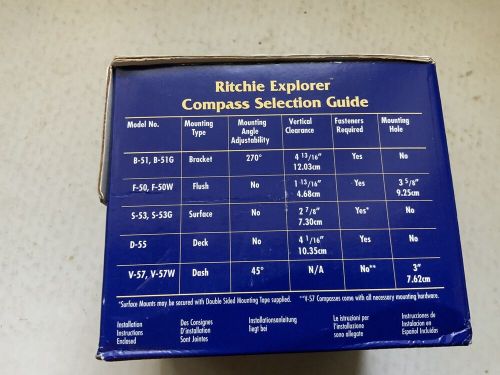 Ritchie Explorer
Compass Selection Guide
Model No. Mounting Type Mounting Angle Adjustability Vertical Clearance Fasteners Required Mounting Hole
B-51, B-51G Bracket 270° 4 13/16" 12.03cm Yes No
F-50, F-50W Flush No 1 13/16" 4.68cm Yes 3 5/8" 9.25cm
S-53, S-53G Surface No 2 7/8" 7.30cm Yes* No
D-55 Deck No 4 1/16" 10.35cm Yes No
V-57, V-57W Dash 45° N/A No** 3" 7.62cm
*Surface Mounts may be secured with Double Sided Mounting Tape supplied. **V-57 Compasses come with all necessary mounting hardware.
Installation Instructions Enclosed
Des Consignes D'installation Sont Jointes
Installationsanleitung liegt bei
Le istruzioni per l'installazione sono allegate
Instrucciones de Instalacion en Español Incluidas